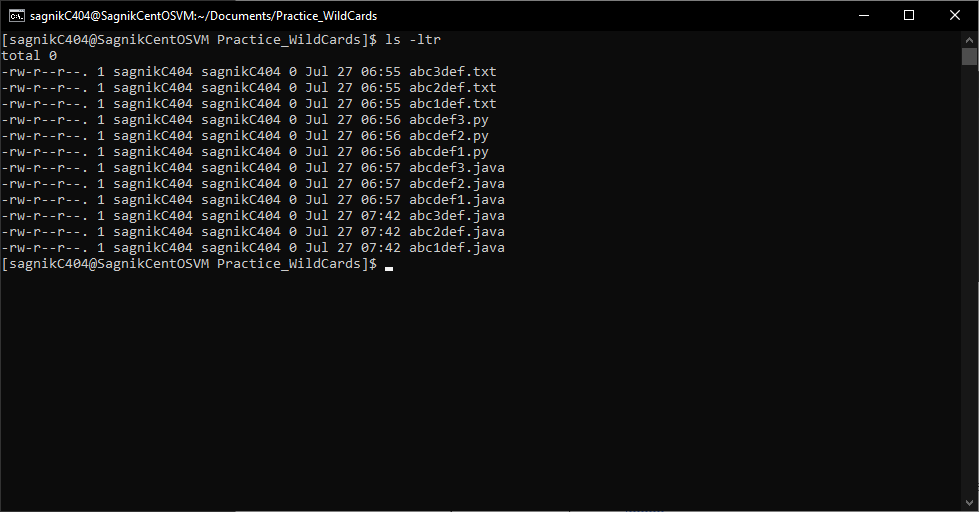 sagnikC404@SagnikCentOSVM:~/Documents/Practice_WildCards
[sagnikC404@SagnikCentOSVM Practice_WildCards]$ ls -ltr
total 0
-rw-r--r--. 1 sagnikC404 sagnikC404 0 Jul 27 06:55 abc3def.txt
-rw-r--r--. 1 sagnikC404 sagnikC404 0 Jul 27 06:55 abc2def.txt
-rw-r--r--. 1 sagnikC404 sagnikC404 0 Jul 27 06:55 abc1def.txt
-rw-r--r--. 1 sagnikC404 sagnikC404 0 Jul 27 06:56 abcdef3.py
-rw-r--r--. 1 sagnikC404 sagnikC404 0 Jul 27 06:56 abcdef2.py
-rw-r--r--. 1 sagnikC404 sagnikC404 0 Jul 27 06:56 abcdef1.py
-rw-r--r--. 1 sagnikC404 sagnikC404 0 Jul 27 06:57 abcdef3.java
-rw-r--r--. 1 sagnikC404 sagnikC404 0 Jul 27 06:57 abcdef2.java
-rw-r--r--. 1 sagnikC404 sagnikC404 0 Jul 27 06:57 abcdef1.java
-rw-r--r--. 1 sagnikC404 sagnikC404 0 Jul 27 07:42 abc3def.java
-rw-r--r--. 1 sagnikC404 sagnikC404 0 Jul 27 07:42 abc2def.java
-rw-r--r--. 1 sagnikC404 sagnikC404 0 Jul 27 07:42 abc1def.java
[sagnikC404@SagnikCentOSVM Practice_WildCards]$